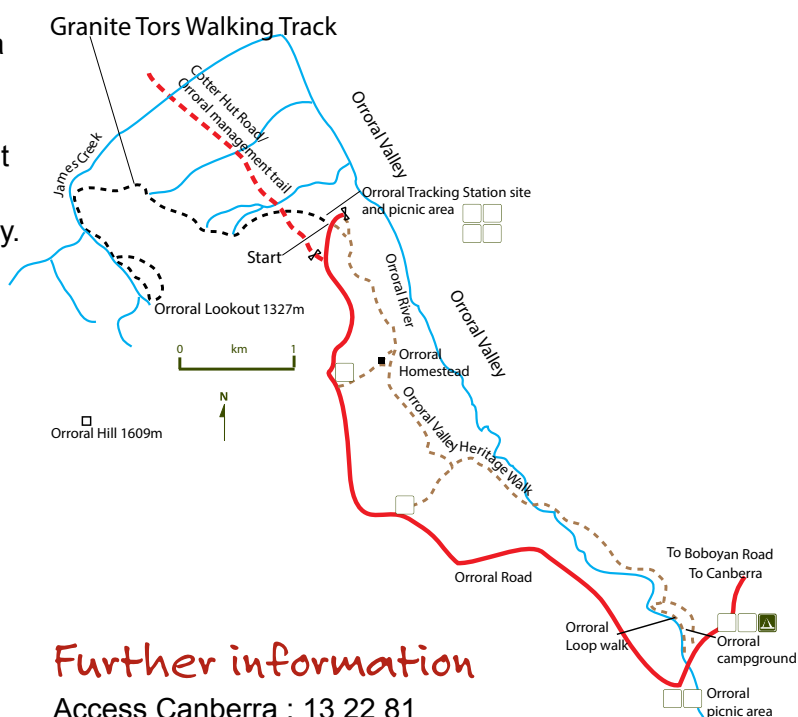 Granite Tors Walking Track
a
t
y.
Cotter Hut Road/
Orroral management trail
James Creek
Orroral Valley
Orroral Tracking Station site
and picnic area
Start
Orroral River
Orroral Valley
Orroral Lookout 1327m
0 km 1
Orroral
Homestead
N
Orroral Hill 1609m
Orroral Valley Heritage Walk
To Boboyan Road
To Canberra
Orroral Road
Orroral
Loop walk
Orroral
campground
Orroral
picnic area
Further information
Access Canberra : 13 22 81